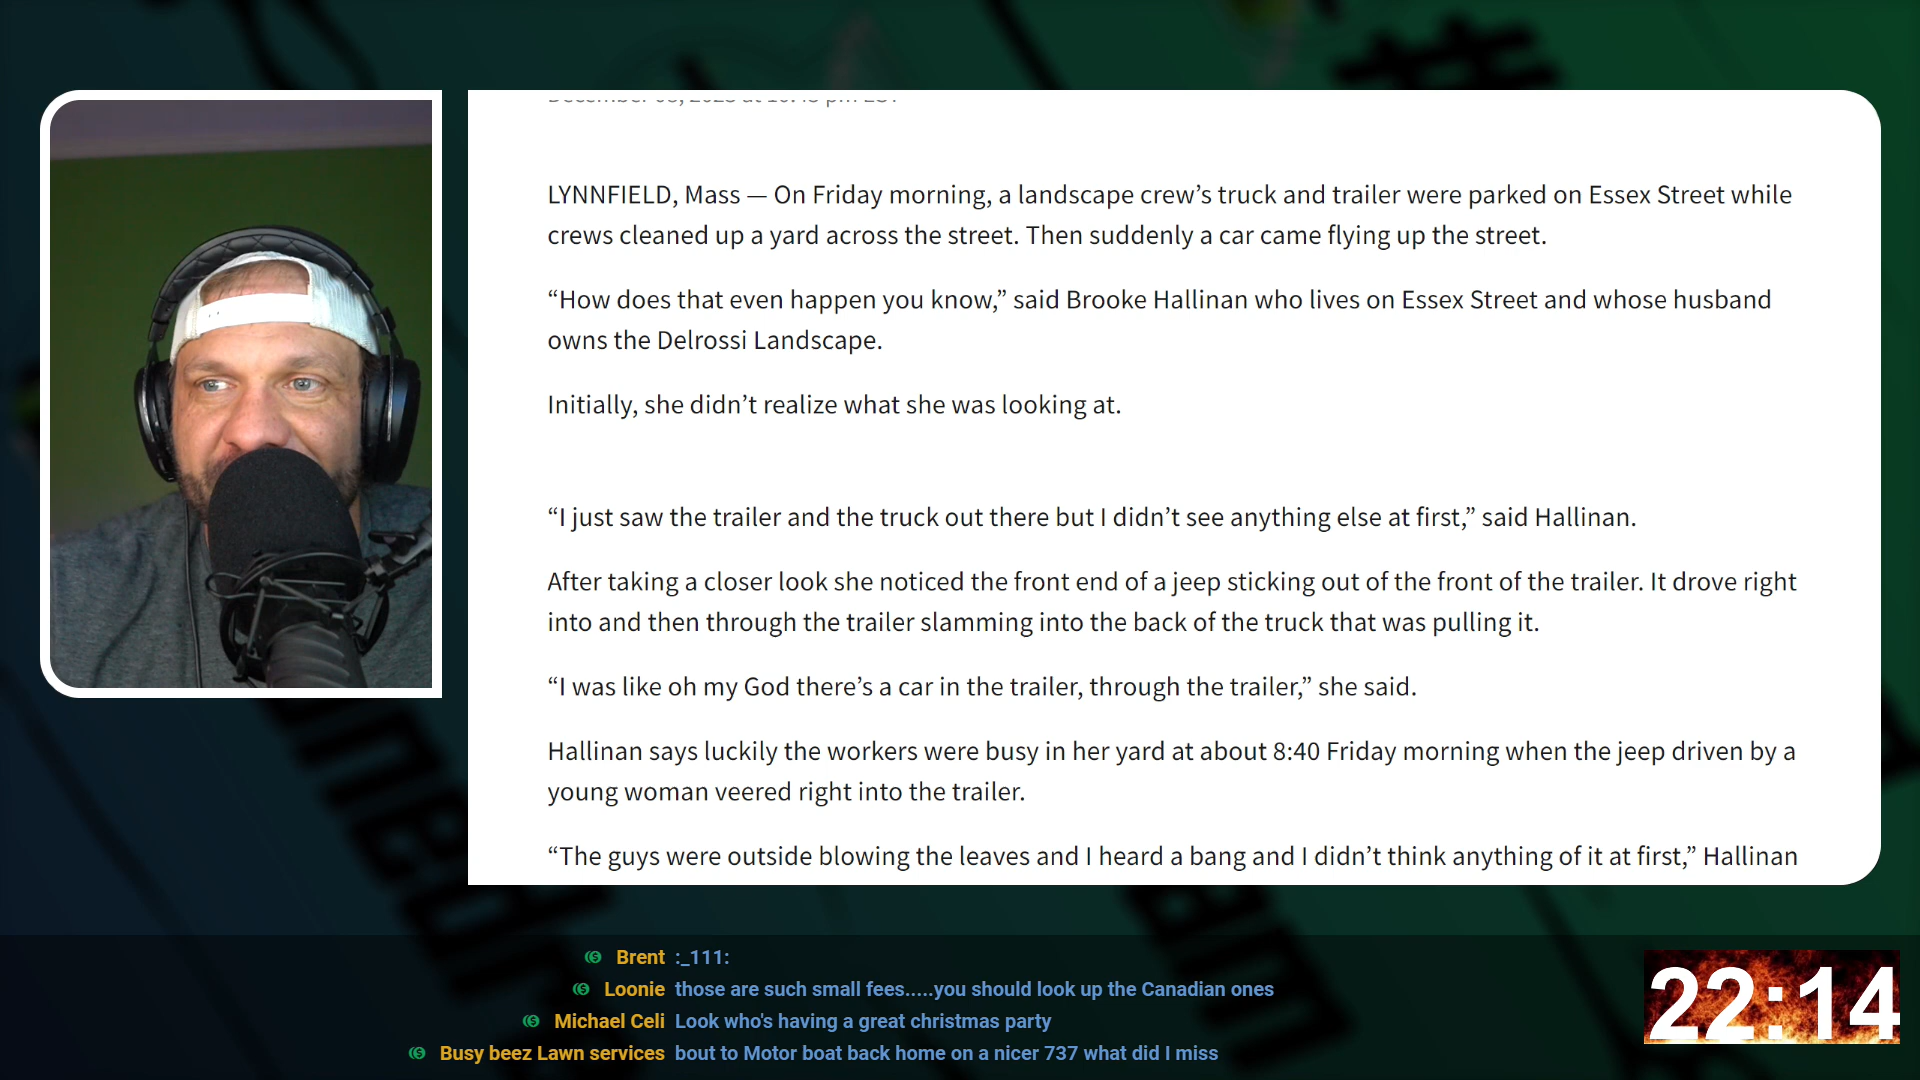 LYNNFIELD, Mass — On Friday morning, a landscape crew’s truck and trailer were parked on Essex Street while
crews cleaned up a yard across the street. Then suddenly a car came flying up the street.
“How does that even happen you know,” said Brooke Hallinan who lives on Essex Street and whose husband
owns the Delrossi Landscape.
Initially, she didn’t realize what she was looking at.
“I just saw the trailer and the truck out there but I didn’t see anything else at first,” said Hallinan.
After taking a closer look she noticed the front end of a jeep sticking out of the front of the trailer. It drove right
into and then through the trailer slamming into the back of the truck that was pulling it.
“I was like oh my God there’s a car in the trailer, through the trailer,” she said.
Hallinan says luckily the workers were busy in her yard at about 8:40 Friday morning when the jeep driven by a
young woman veered right into the trailer.
“The guys were outside blowing the leaves and I heard a bang and I didn’t think anything of it at first,” Hallinan
Brent :_111:
Loonie those are such small fees.....you should look up the Canadian ones
Michael Celi Look who's having a great christmas party
Busy beez Lawn services bout to Motor boat back home on a nicer 737 what did I miss
22:14